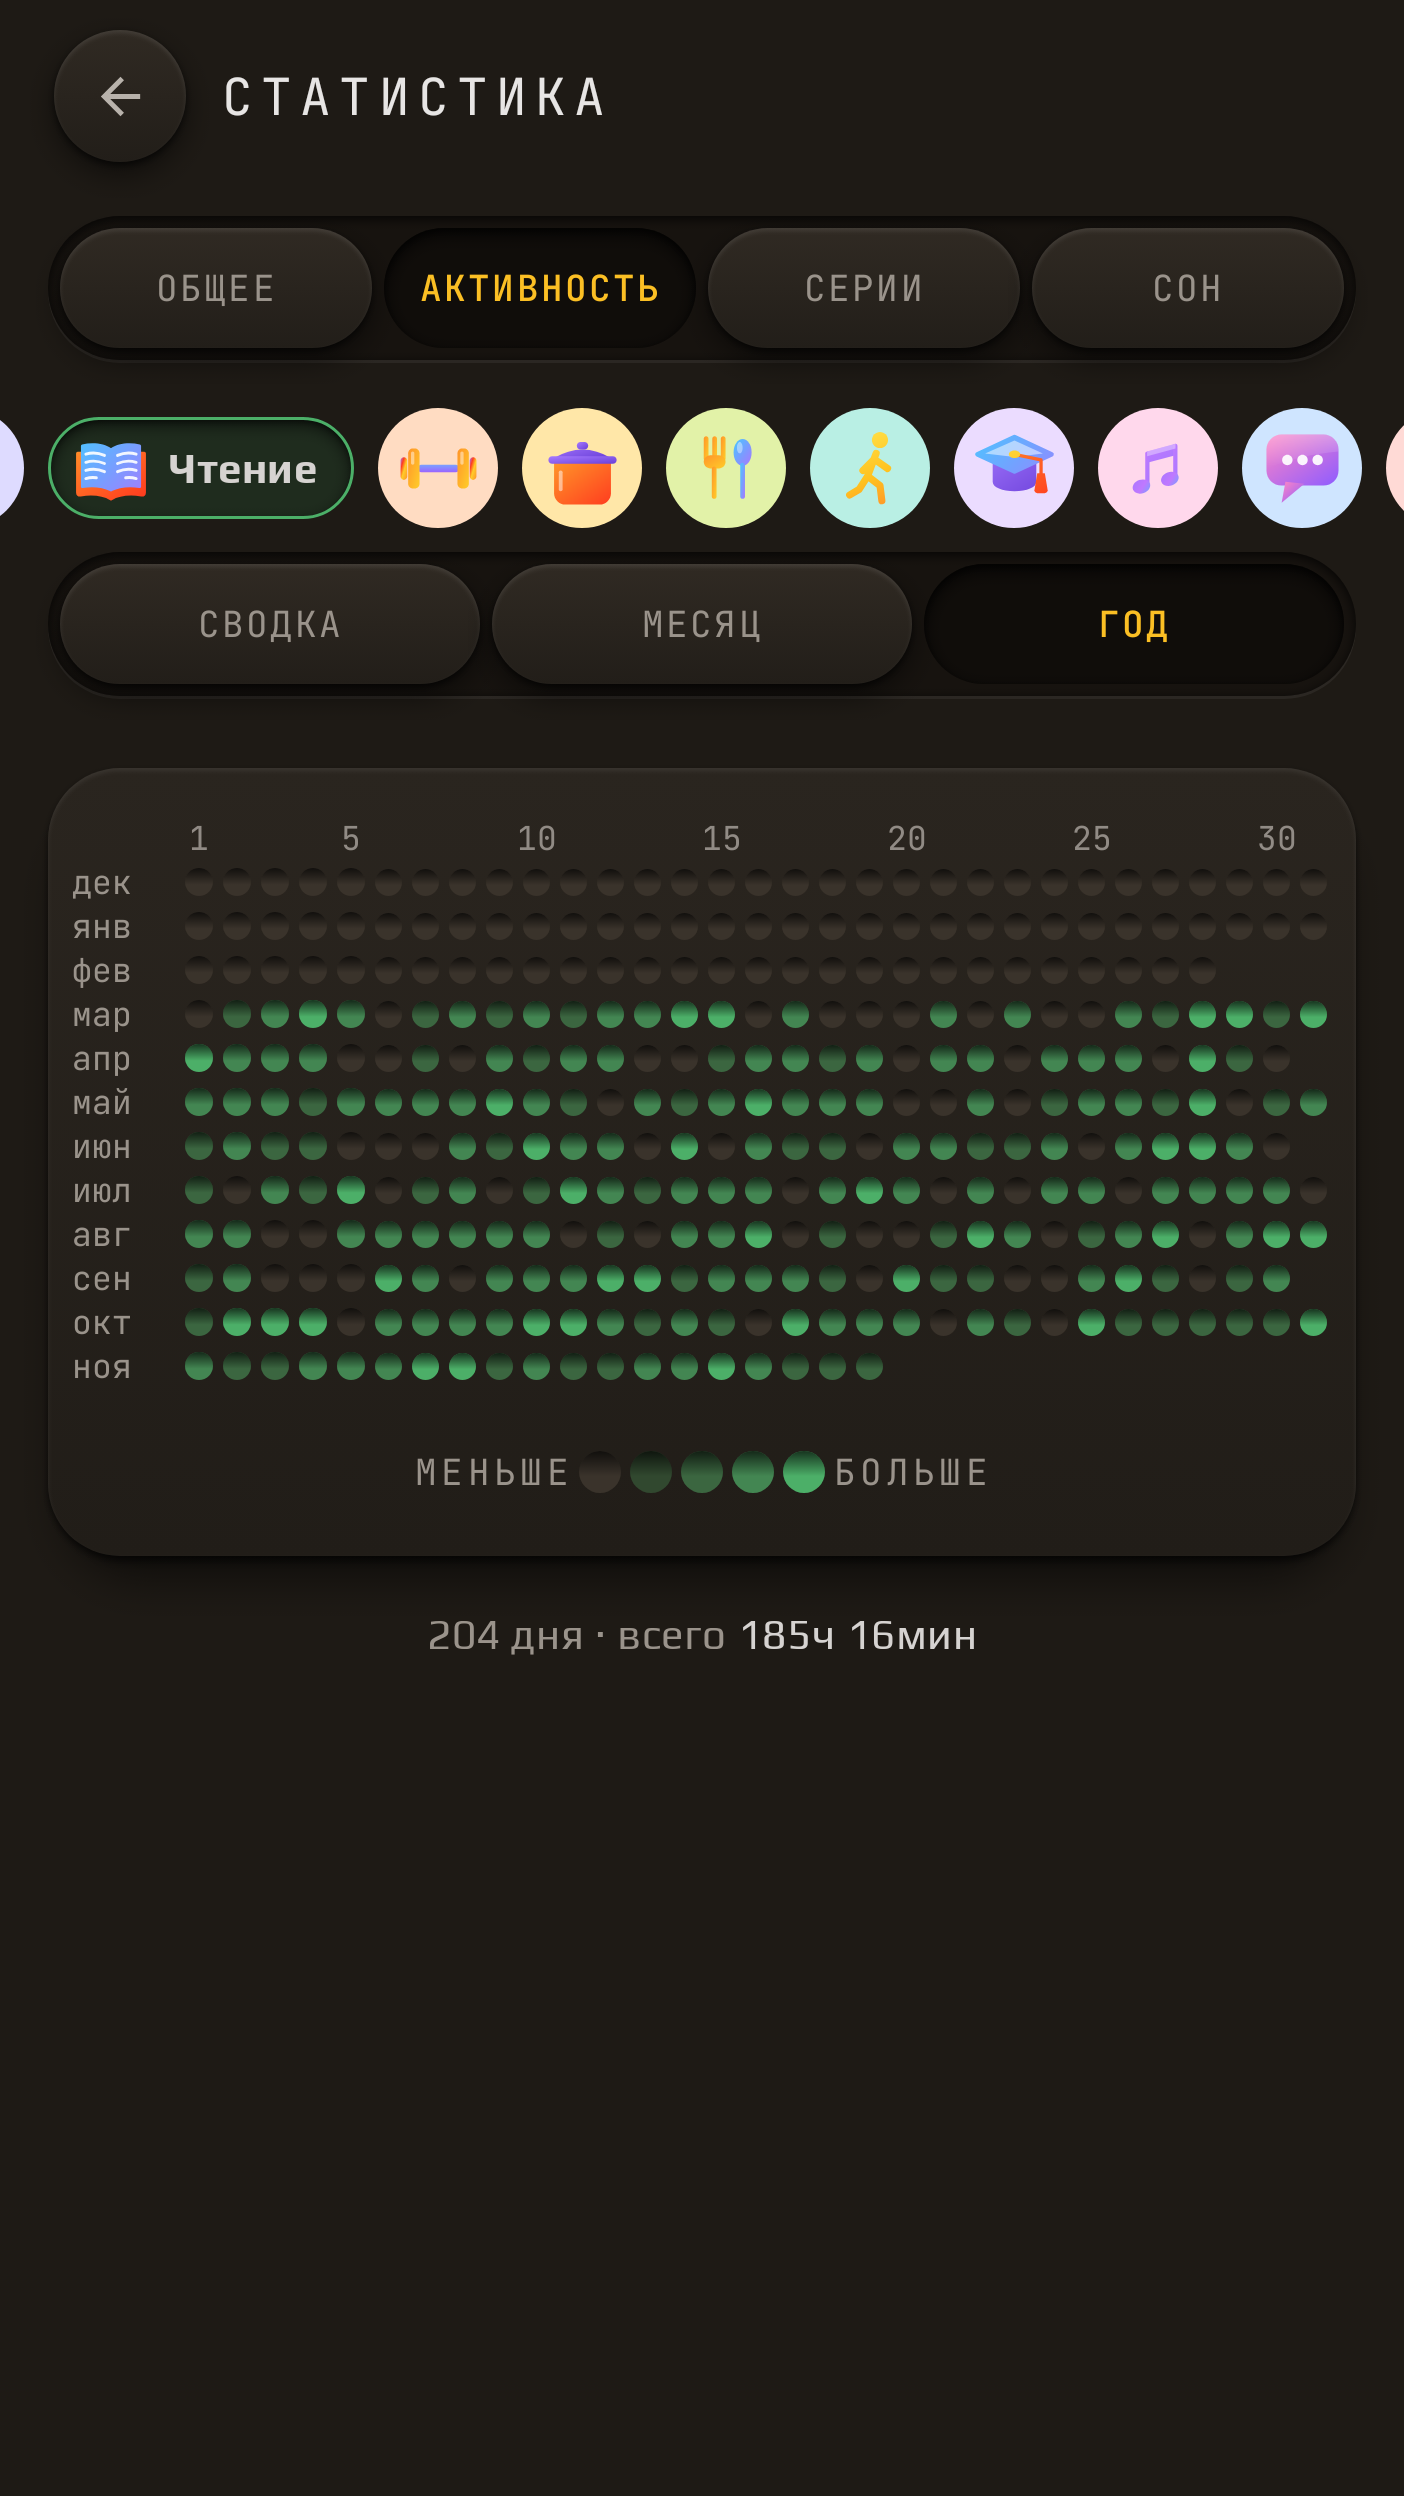 СТАТИСТИКА
ОБЩЕЕ АКТИВНОСТЬ СЕРИИ СОН
Чтение
СВОДКА МЕСЯЦ ГОД
1 5 10 15 20 25 30
дек
янв
фев
мар
апр
май
июн
июл
авг
сен
окт
ноя
МЕНЬШЕ БОЛЬШЕ
204 дня · всего 185ч 16мин